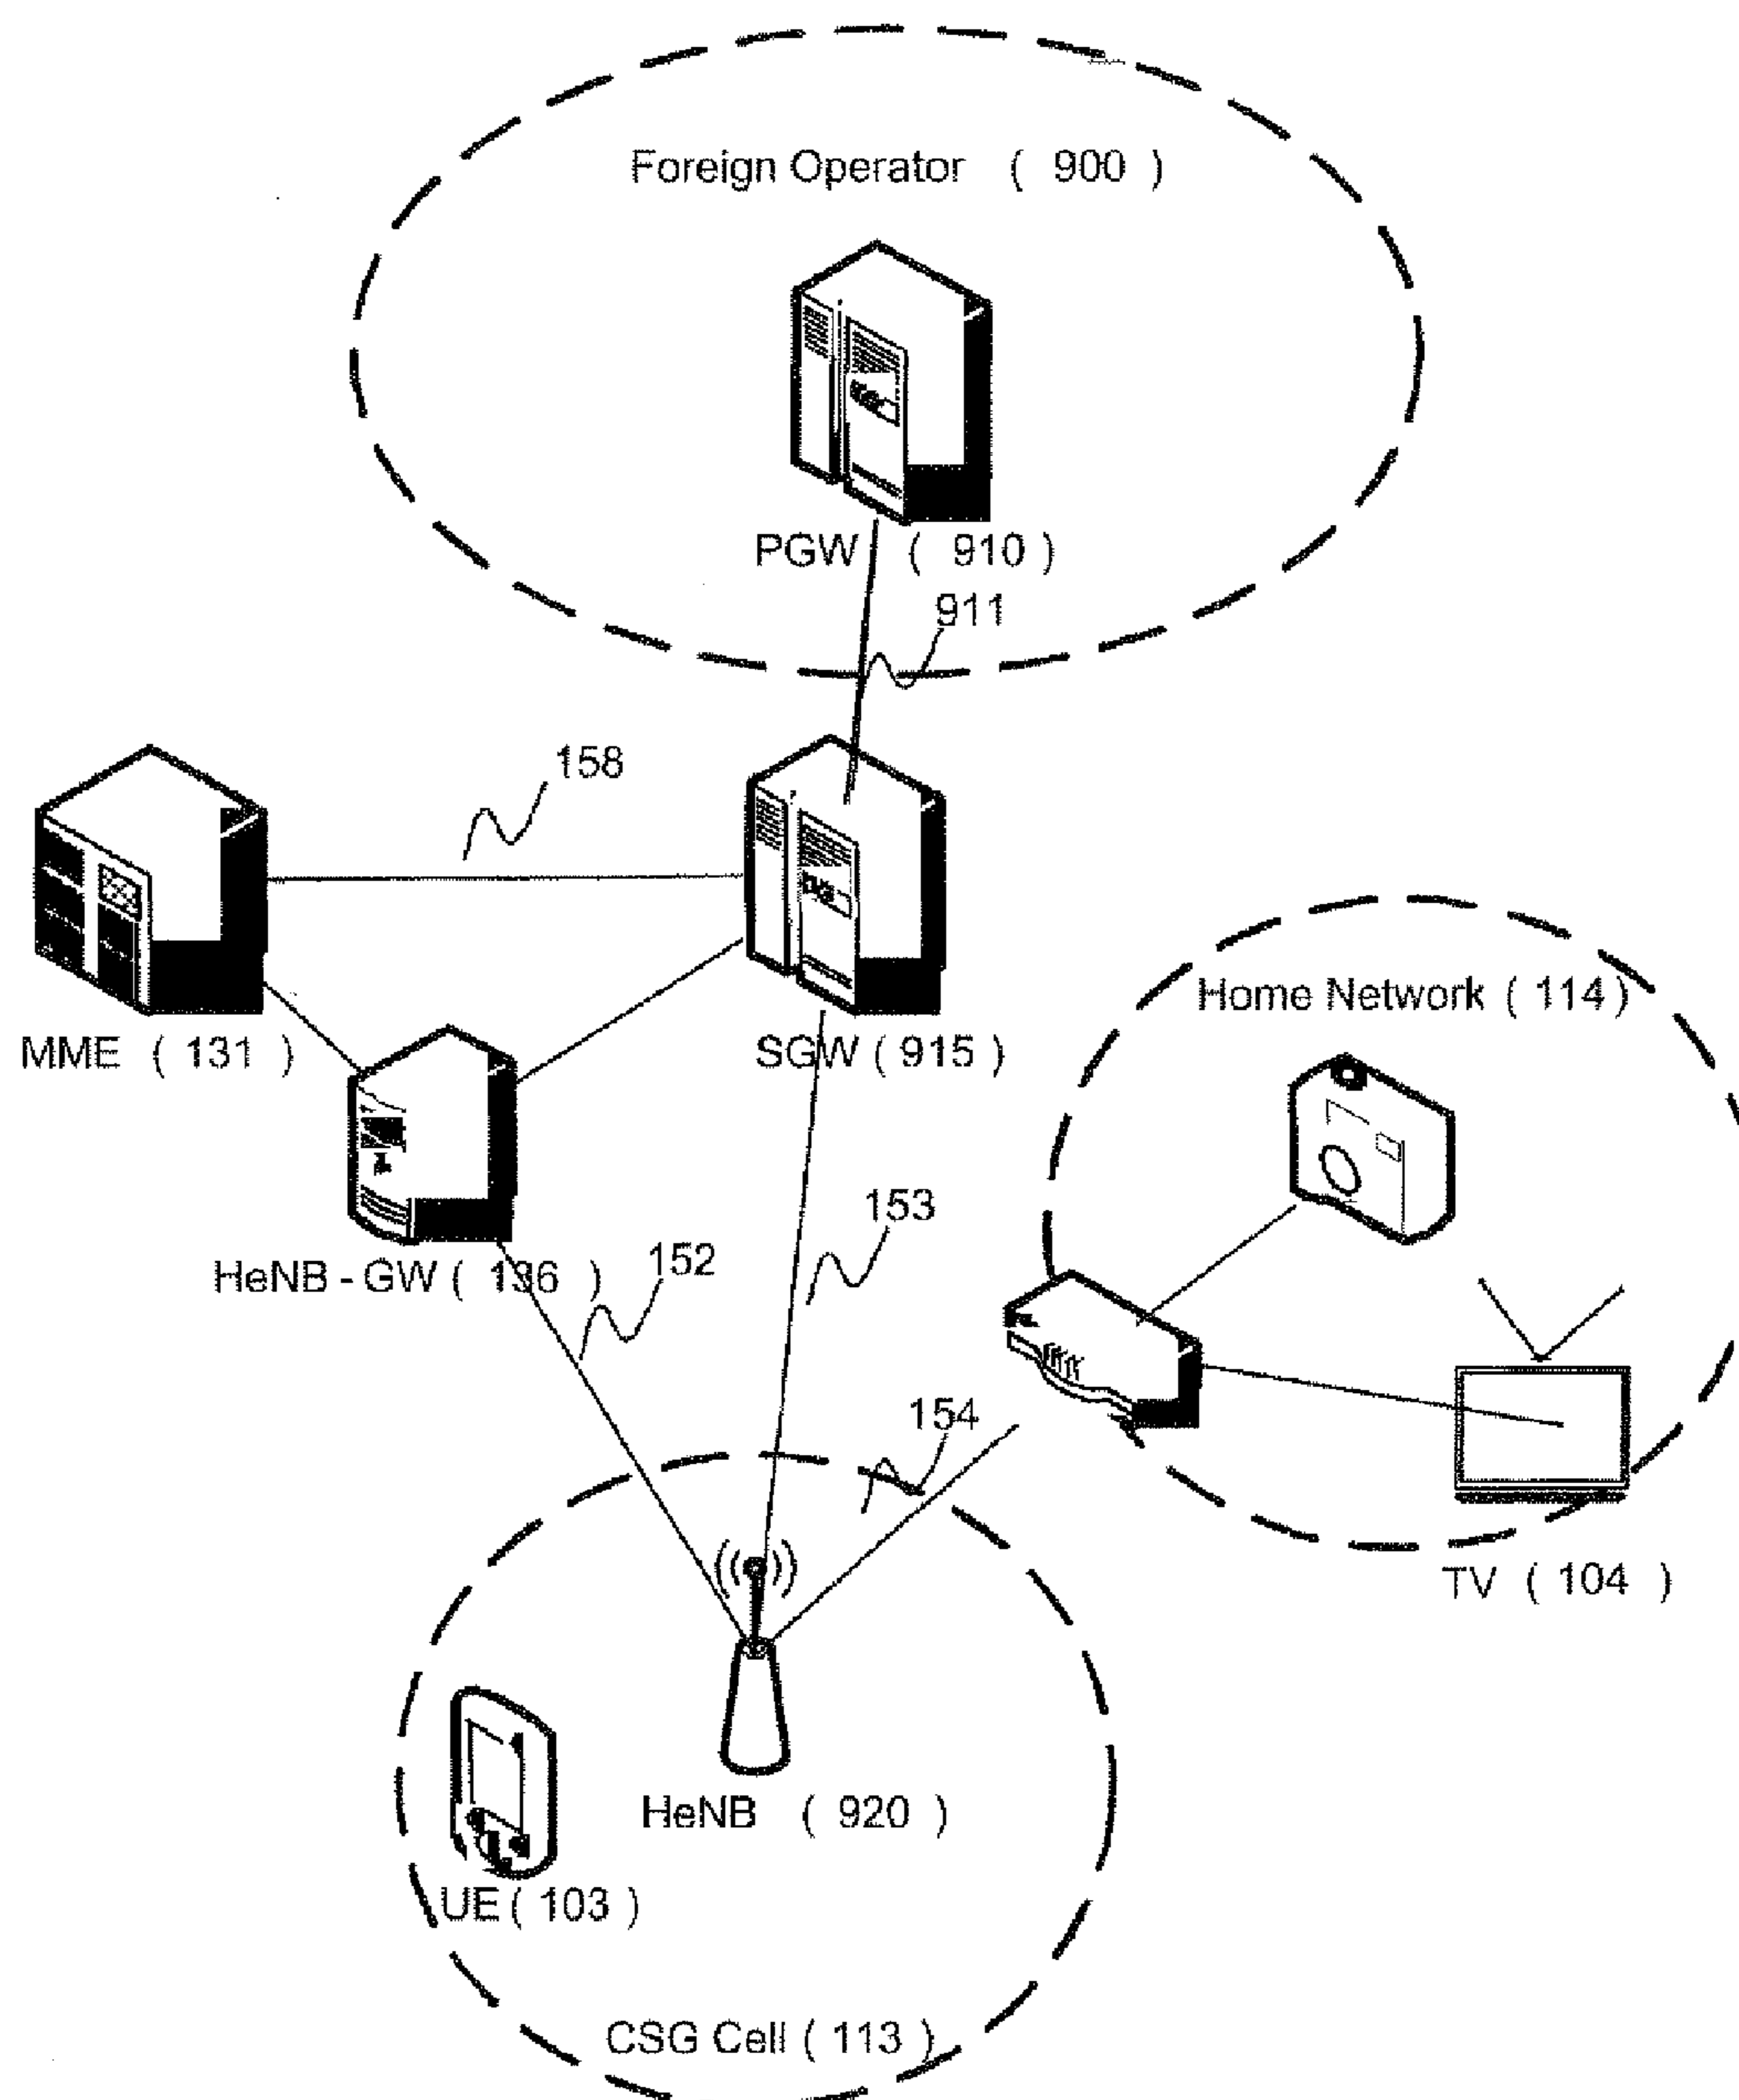 Foreign Operator ( 900 )
PGW ( 910 )
911
158
MME ( 131 )
SGW ( 915 )
Home Network ( 114 )
HeNB - GW ( 136 )
152
153
154
TV ( 104 )
HeNB ( 920 )
UE ( 103 )
CSG Cell ( 113 )